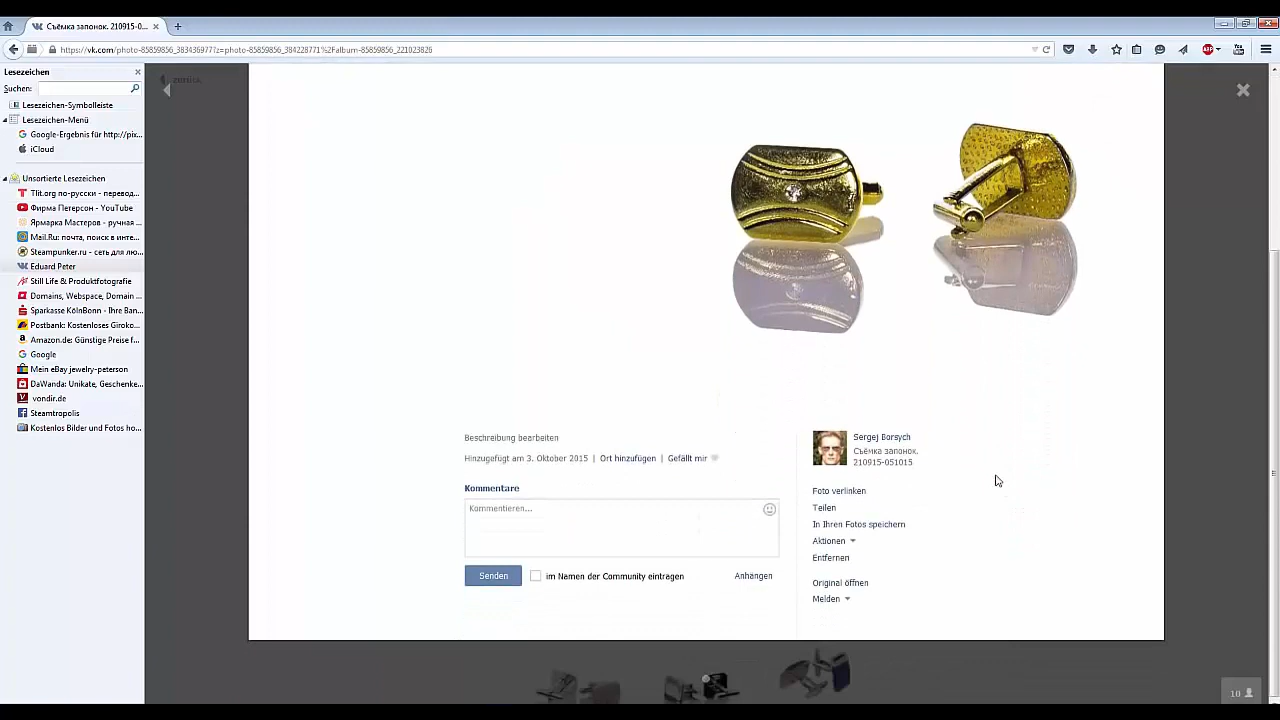 Съёмка запонок. 210915-0...
https://vk.com/photo-85859856_383436977?z=photo-85859856_384228771%2Falbum-85859856_221023826
Lesezeichen
Suchen:
Lesezeichen-Symbolleiste
Lesezeichen-Menü
Google-Ergebnis für http://pix...
iCloud
Unsortierte Lesezeichen
Tlit.org по-русски - перевод...
Фирма Петерсон - YouTube
Ярмарка Мастеров - ручная ...
Mail.Ru: почта, поиск в инте...
Steampunker.ru - сеть для лю...
Eduard Peter
Still Life & Produktfotografie
Domains, Webspace, Domain ...
Sparkasse KölnBonn - Ihre Ban...
Postbank: Kostenloses Giroko...
Amazon.de: Günstige Preise f...
Google
Mein eBay jewelry-peterson
DaWanda: Unikate, Geschenke...
vondir.de
Steamtropolis
Kostenlos Bilder und Fotos ho...
zurück
Beschreibung bearbeiten
Hinzugefügt am 3. Oktober 2015 | Ort hinzufügen | Gefällt mir
Kommentare
Kommentieren...
Senden
im Namen der Community eintragen
Anhängen
Sergej Borsych
Съёмка запонок.
210915-051015
Foto verlinken
Teilen
In Ihren Fotos speichern
Aktionen
Entfernen
Original öffnen
Melden
10